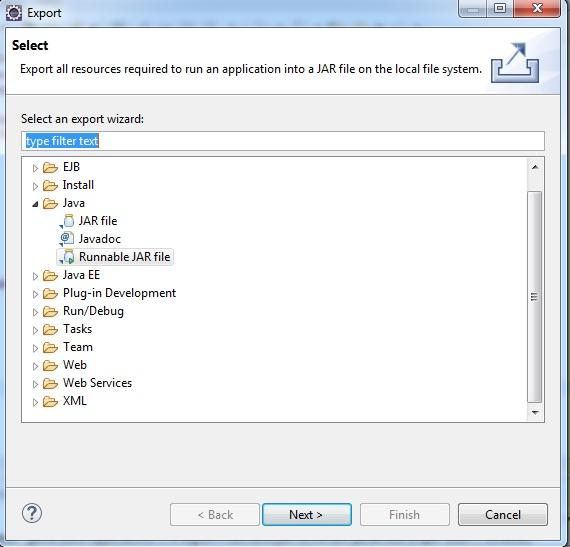 Export
Select
Export all resources required to run an application into a JAR file on the local file system.
Select an export wizard:
type filter text
EJB
Install
Java
JAR file
Javadoc
Runnable JAR file
Java EE
Plug-in Development
Run/Debug
Tasks
Team
Web
Web Services
XML
< Back
Next >
Finish
Cancel